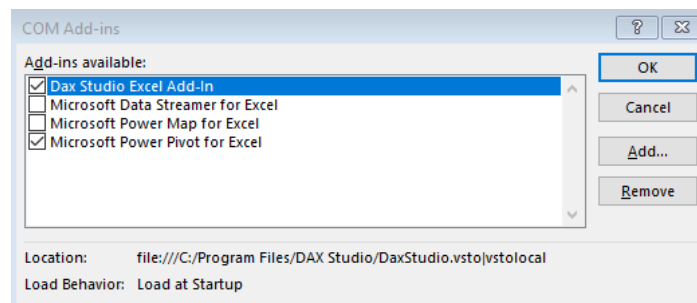 COM Add-ins
?
Add-ins available:
OK
Dax Studio Excel Add-In
Microsoft Data Streamer for Excel
Cancel
Microsoft Power Map for Excel
Microsoft Power Pivot for Excel
Add...
Remove
Location: file:///C:/Program Files/DAX Studio/DaxStudio.vsto|vstolocal
Load Behavior: Load at Startup